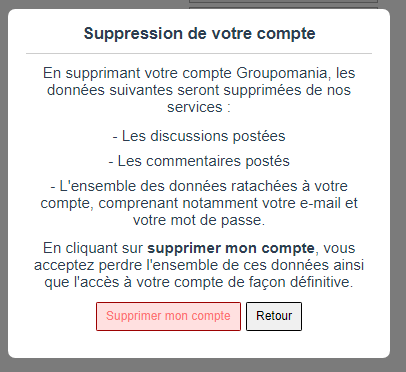 Suppression de votre compte
En supprimant votre compte Groupomania, les
données suivantes seront supprimées de nos
services :
- Les discussions postées
- Les commentaires postés
- L'ensemble des données ratachées à votre
compte, comprenant notamment votre e-mail et
votre mot de passe.
En cliquant sur supprimer mon compte, vous
acceptez perdre l'ensemble de ces données ainsi
que l'accès à votre compte de façon définitive.
Supprimer mon compte
Retour